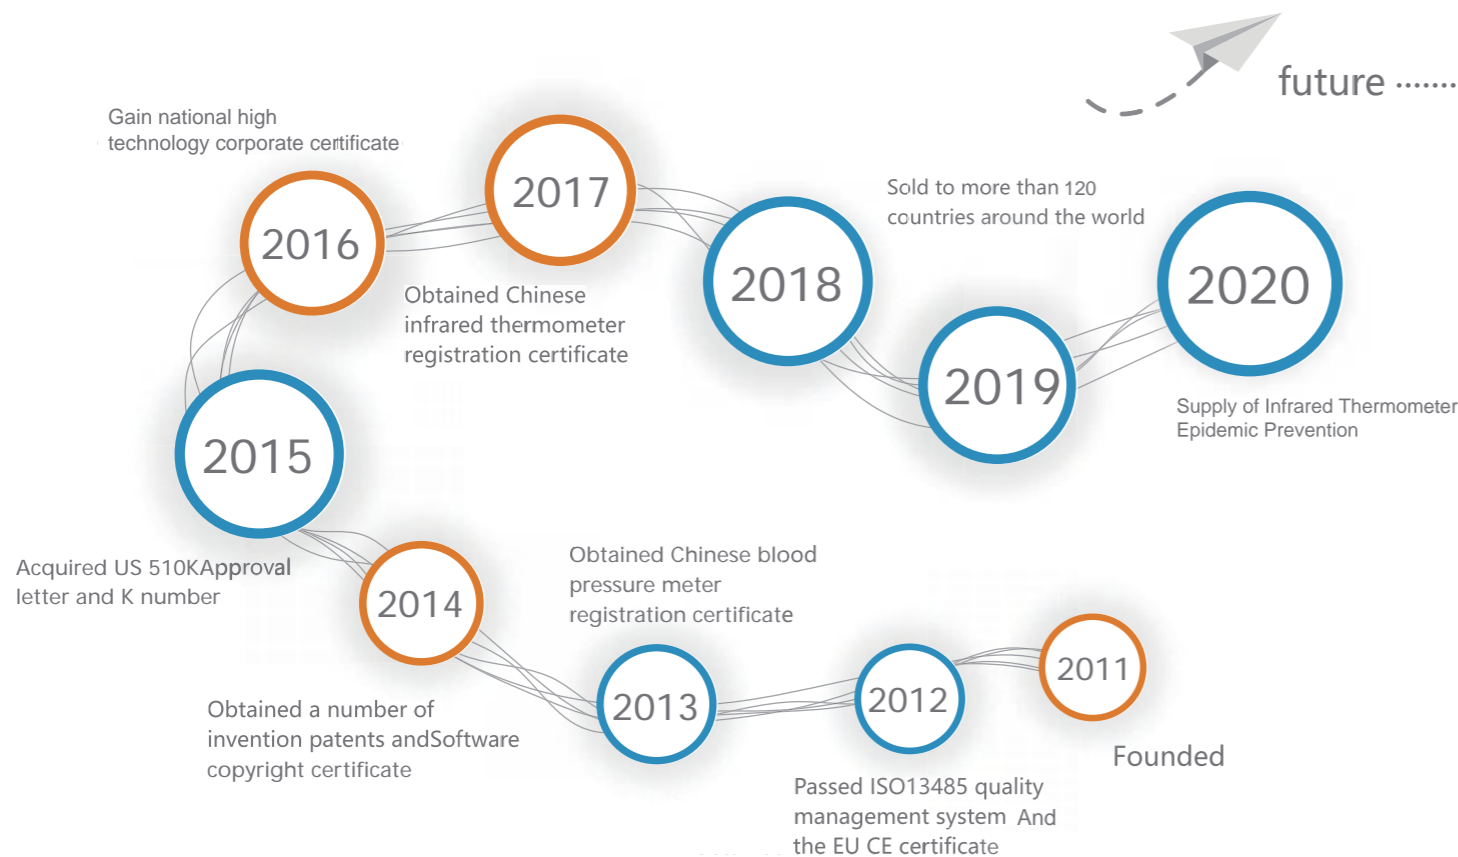 future .......
Gain national high
technology corporate certificate
2017
Sold to more than 120
countries around the world
2016
2018
2020
Obtained Chinese
infrared thermometer
registration certificate
2019
Supply of Infrared Thermometer
Epidemic Prevention
2015
Acquired US 510KApproval
letter and K number
2014
Obtained Chinese blood
pressure meter
registration certificate
2013
2012
2011
Obtained a number of
invention patents andSoftware
copyright certificate
Founded
Passed ISO13485 quality
management system And
the EU CE certificate